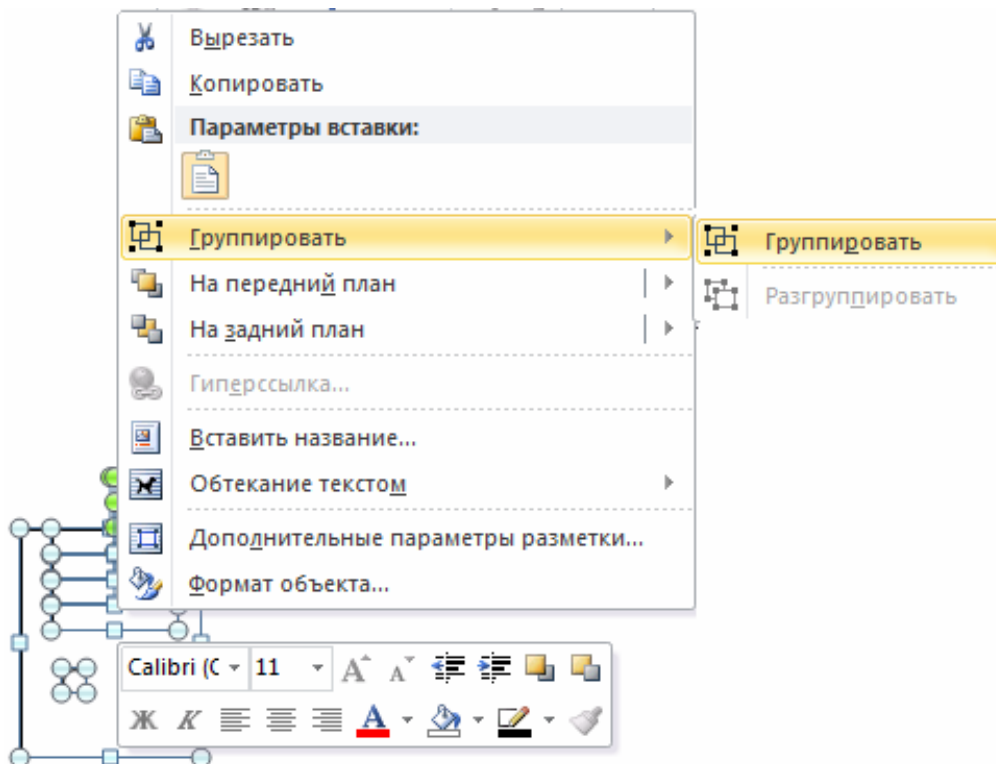 Вырезать
Копировать
Параметры вставки:
Группировать
Группировать
На передний план
Разгруппировать
На задний план
Гиперссылка...
Вставить название...
Обтекание текстом
Дополнительные параметры разметки...
Формат объекта...
Calibri (С 11 A A
Ж К A